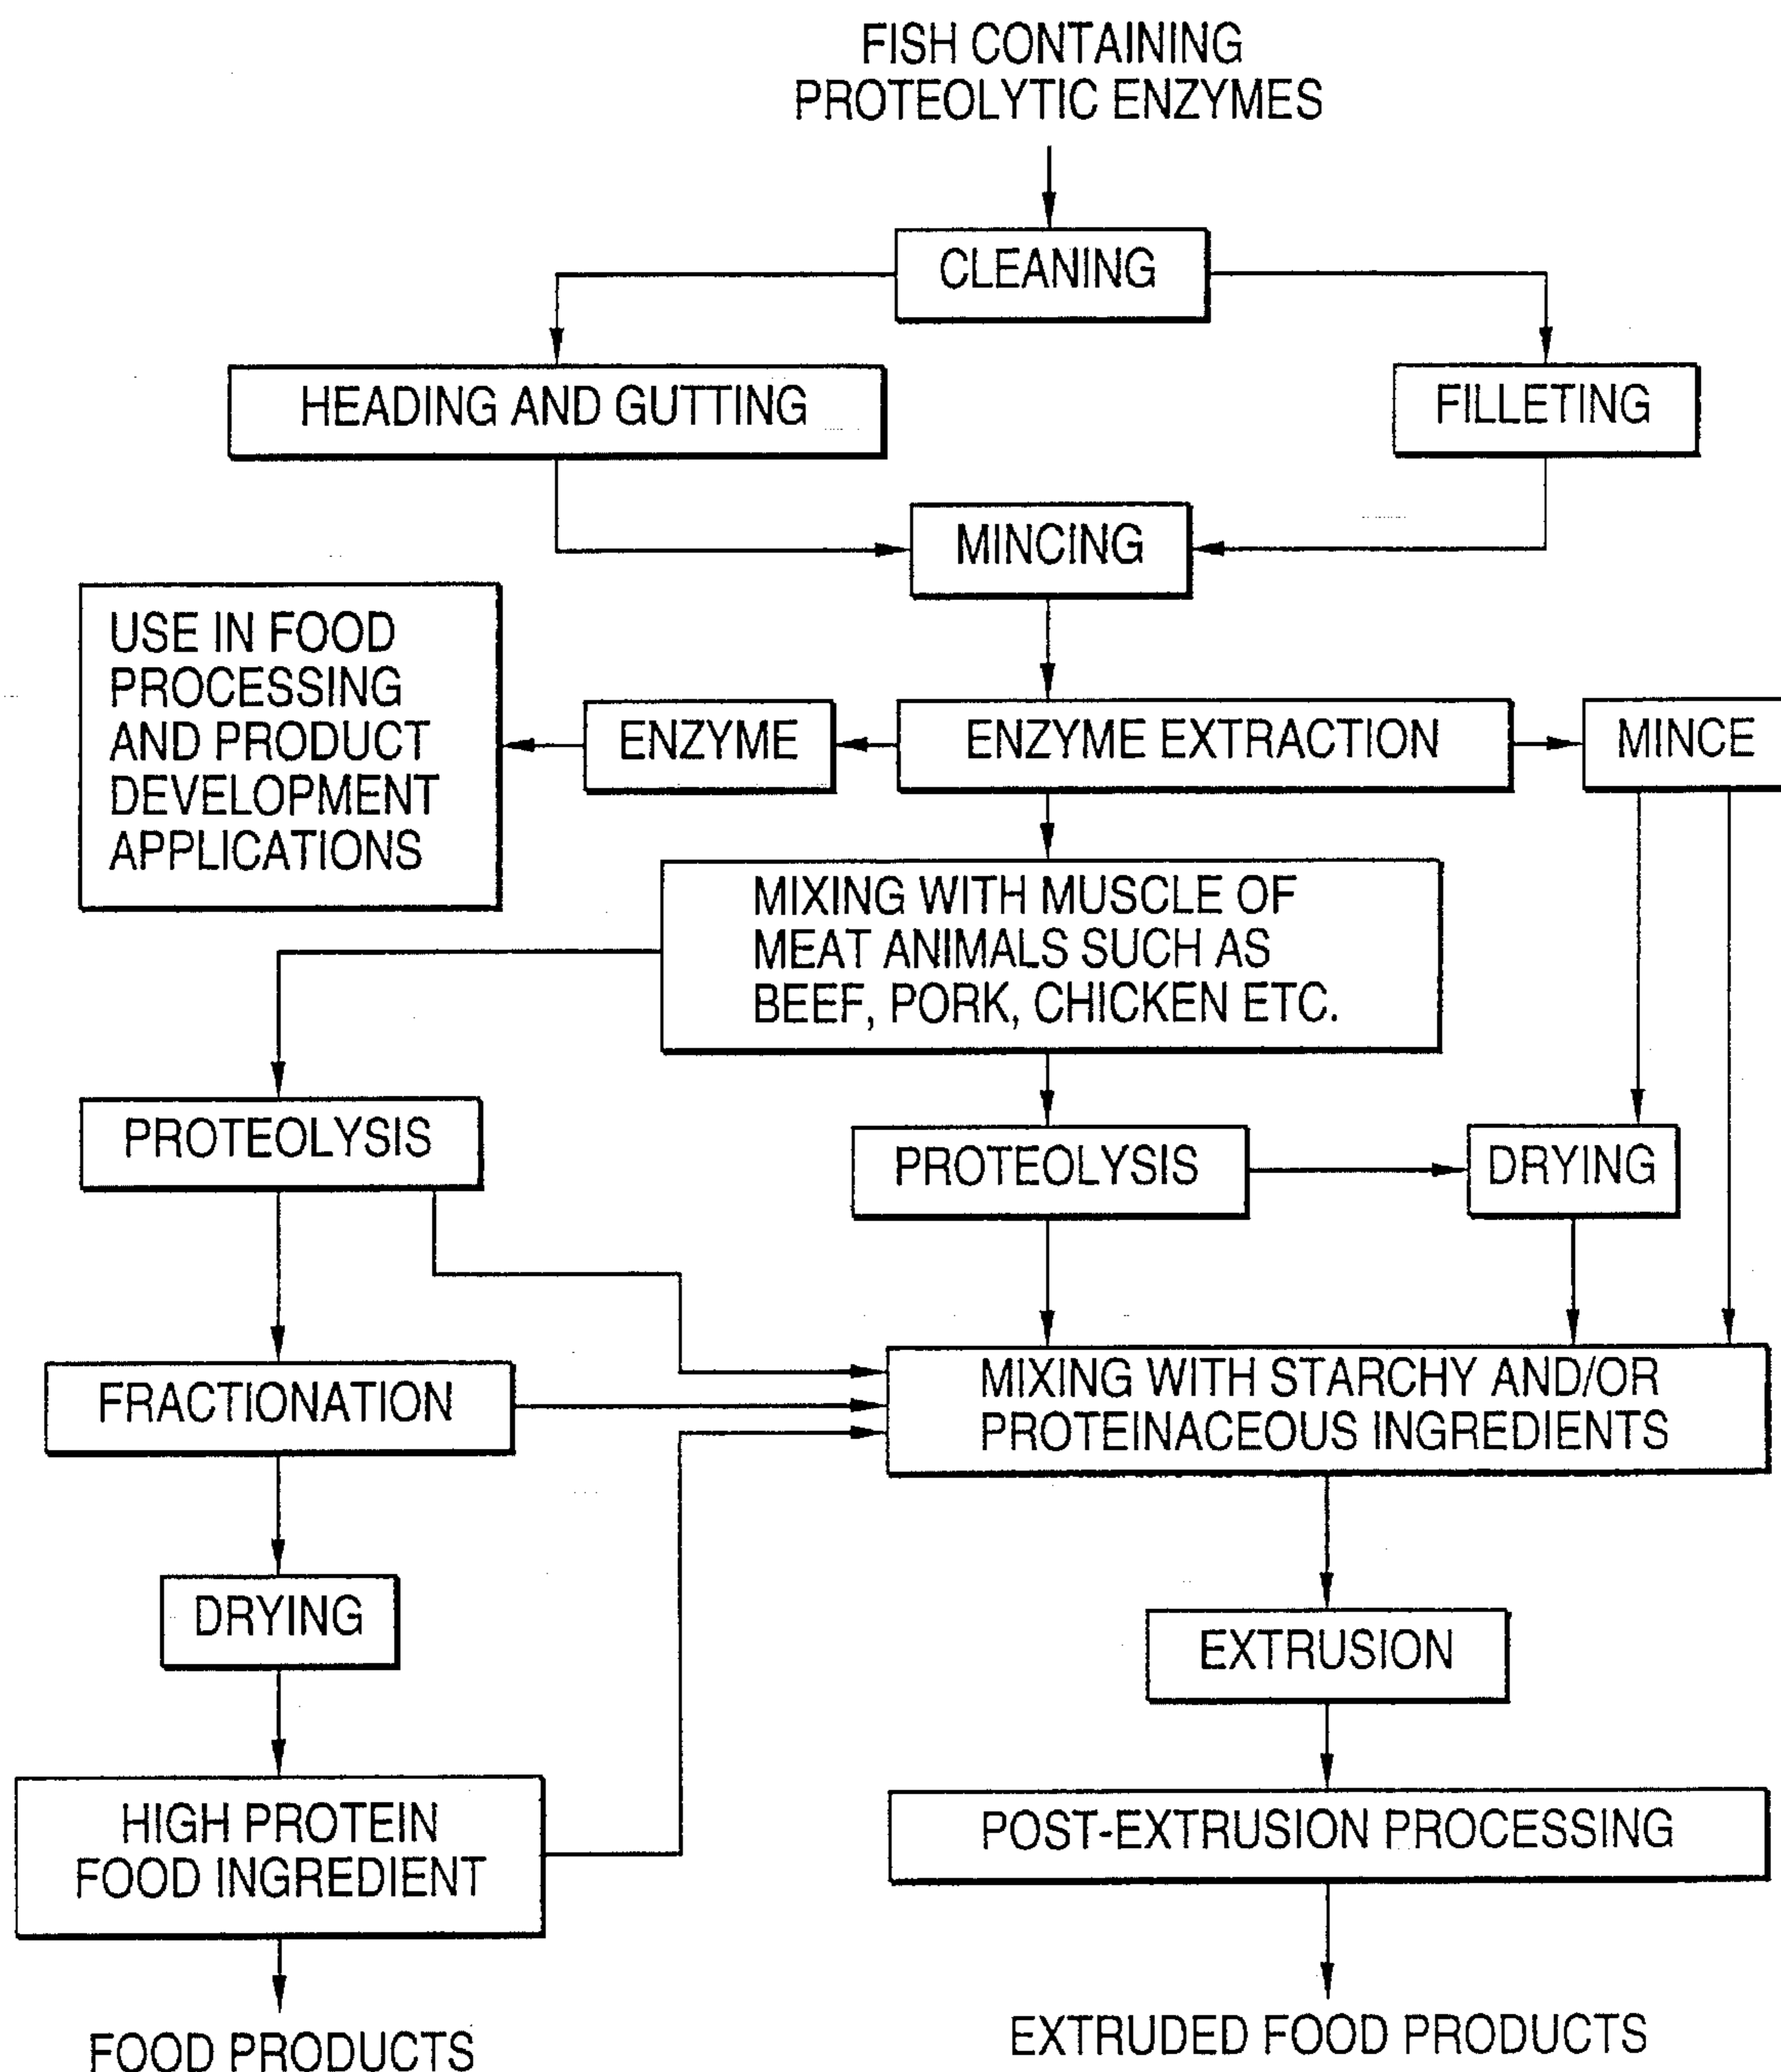 FISH CONTAINING
PROTEOLYTIC ENZYMES
CLEANING
HEADING AND GUTTING
FILLETING
MINCING
USE IN FOOD
PROCESSING
AND PRODUCT
DEVELOPMENT
APPLICATIONS
ENZYME
ENZYME EXTRACTION
MINCE
MIXING WITH MUSCLE OF
MEAT ANIMALS SUCH AS
BEEF, PORK, CHICKEN ETC.
PROTEOLYSIS
PROTEOLYSIS
DRYING
FRACTIONATION
MIXING WITH STARCHY AND/OR
PROTEINACEOUS INGREDIENTS
DRYING
EXTRUSION
HIGH PROTEIN
FOOD INGREDIENT
POST-EXTRUSION PROCESSING
FOOD PRODUCTS
EXTRUDED FOOD PRODUCTS